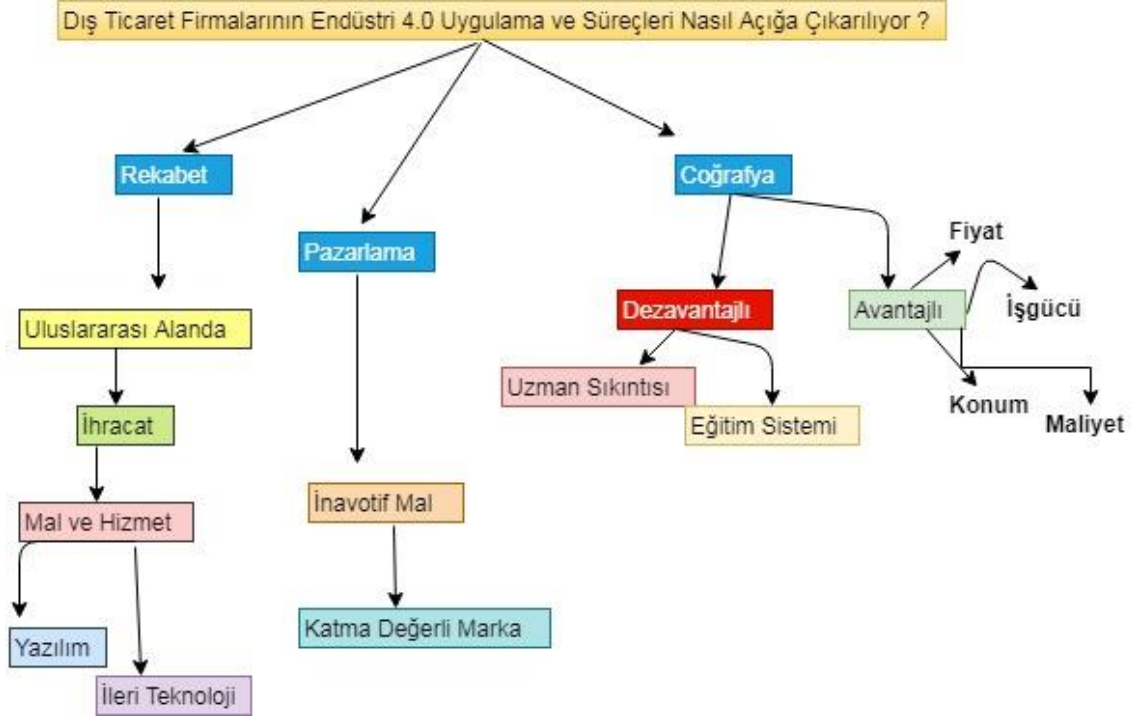 Dış Ticaret Firmalarının Endüstri 4.0 Uygulama ve Süreçleri Nasıl Açığa Çıkarılıyor ?
Rekabet
Coğrafya
Pazarlama
Fiyat
Dezavantajlı
Avantajlı
İşgücü
Uluslararası Alanda
Uzman Sıkıntısı
Konum
Maliyet
İhracat
Eğitim Sistemi
Mal ve Hizmet
İnavotif Mal
Yazılım
Katma Değerli Marka
İleri Teknoloji